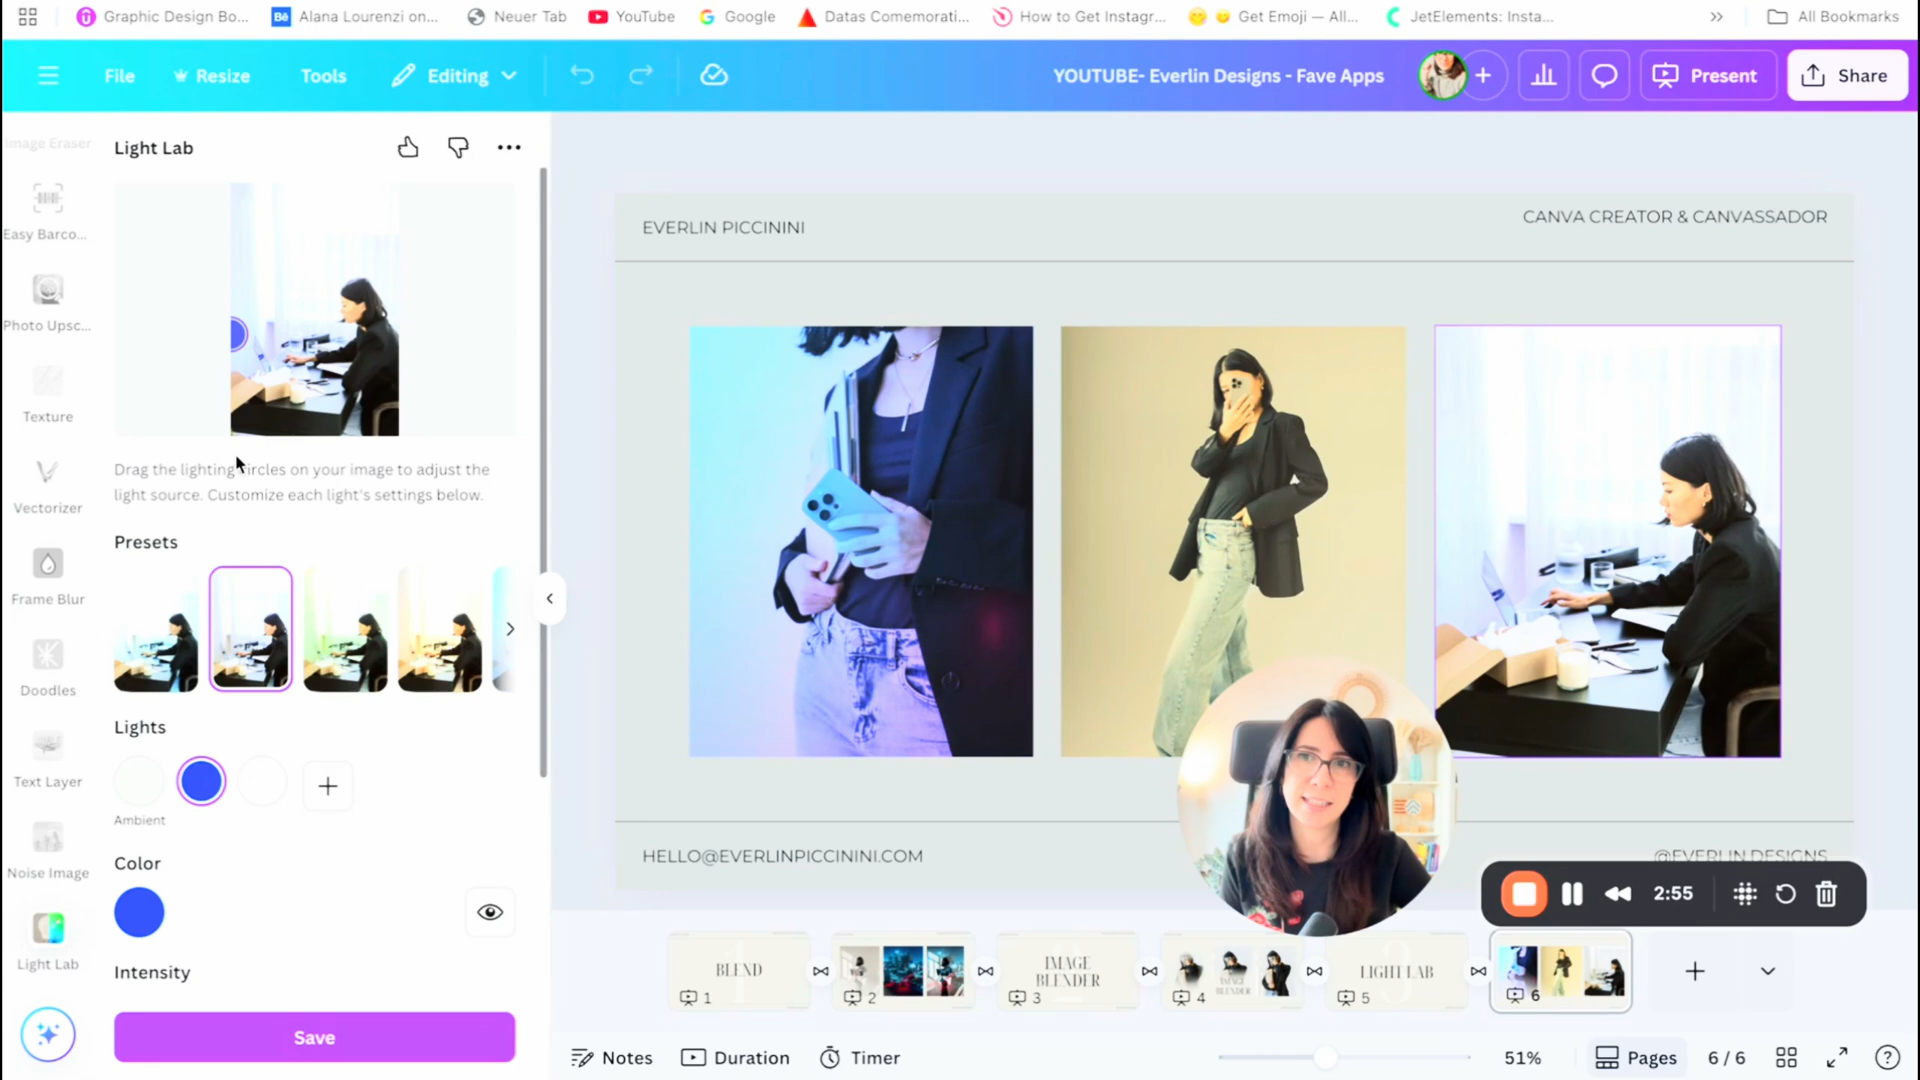 Graphic Design Bo...
Bē Alana Lourenzi on...
Neuer Tab
YouTube
Google
Datas Comemorati...
How to Get Instagr...
Get Emoji — All...
JetElements: Insta...
All Bookmarks
File
Resize
Tools
Editing
YOUTUBE- Everlin Designs - Fave Apps
Present
Share
Image Eraser
Easy Barco...
Photo Upsc...
Texture
Vectorizer
Frame Blur
Doodles
Text Layer
Noise Image
Light Lab
Light Lab
Drag the lighting circles on your image to adjust the
light source. Customize each light's settings below.
Presets
Lights
Ambient
Color
Intensity
Save
EVERLIN PICCININI
CANVA CREATOR & CANVASSADOR
HELLO@EVERLINPICCININI.COM
@EVERLIN.DESIGNS
2:55
BLEND
1
2
IMAGE
BLENDER
3
4
LIGHT LAB
5
6
Notes
Duration
Timer
51%
Pages
6 / 6